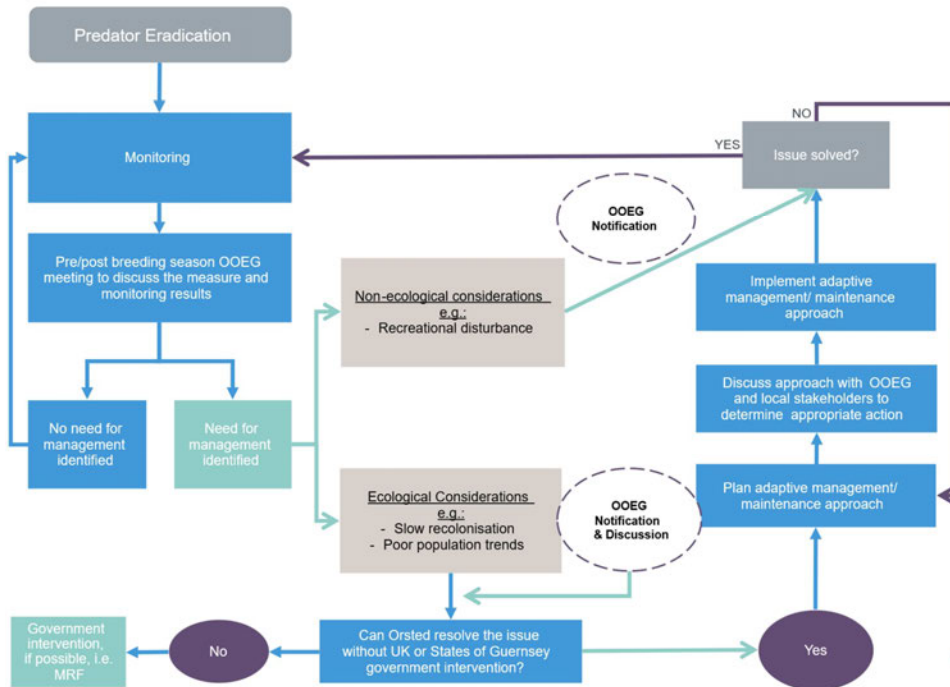 Predator Eradication
NO
Monitoring
YES
Issue solved?
OOEG
Notification
Pre/post breeding season OOEG
meeting to discuss the measure and
monitoring results
Non-ecological considerations
e.g.:
- Recreational disturbance
Implement adaptive
management/ maintenance
approach
No need for
management
identified
Need for
management
identified
Discuss approach with OOEG
and local stakeholders to
determine appropriate action
Ecological Considerations
e.g.:
- Slow recolonisation
- Poor population trends
OOEG
Notification
& Discussion
Plan adaptive management/
maintenance approach
Government
intervention,
if possible, i.e.
MRF
No
Can Orsted resolve the issue
without UK or States of Guernsey
government intervention?
Yes